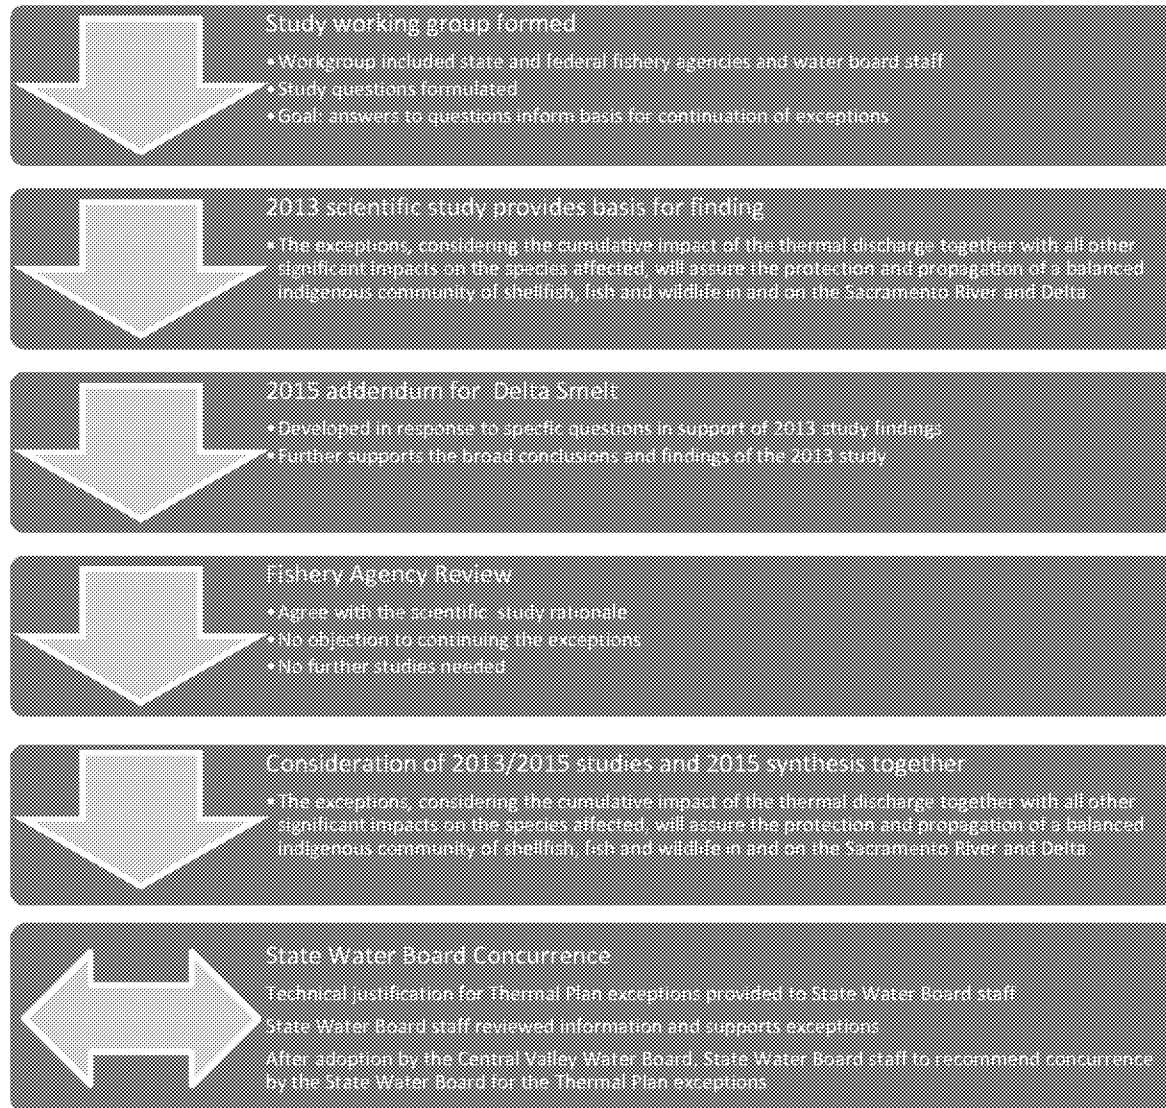 Study working group formed
•Workgroup included state and federal fishery agencies and water board staff
•Study questions formulated
•Goal: answers to questions inform basis for continuation of exceptions
2013 scientific study provides basis for finding
•The exceptions, considering the cumulative impact of the thermal discharge together with all other
significant impacts on the species affected, will assure the protection and propagation of a balanced
indigenous community of shellfish, fish and wildlife in and on the Sacramento River and Delta
2015 addendum for Delta Smelt
•Developed in response to specfic questions in support of 2013 study findings
•Further supports the broad conclusions and findings of the 2013 study
Fishery Agency Review
•Agree with the scientific study rationale
•No objection to continuing the exceptions
•No further studies needed
Consideration of 2013/2015 studies and 2015 synthesis together
•The exceptions, considering the cumulative impact of the thermal discharge together with all other
significant impacts on the species affected, will assure the protection and propagation of a balanced
indigenous community of shellfish, fish and wildlife in and on the Sacramento River and Delta
State Water Board Concurrence
Technical justification for Thermal Plan exceptions provided to State Water Board staff
State Water Board staff reviewed information and supports exceptions
After adoption by the Central Valley Water Board, State Water Board staff to recommend concurrence
by the State Water Board for the Thermal Plan exceptions